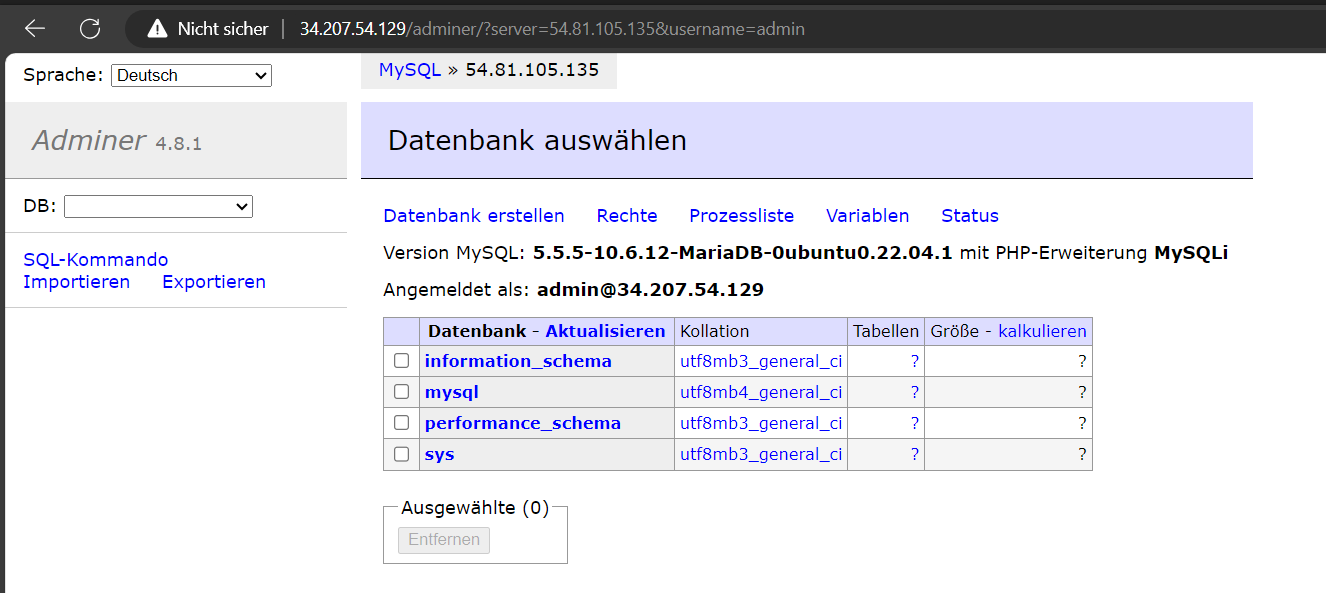 Nicht sicher | 34.207.54.129/adminer/?server=54.81.105.135&username=admin
Sprache: Deutsch
MySQL » 54.81.105.135
Adminer 4.8.1
Datenbank auswählen
DB:
SQL-Kommando
Importieren Exportieren
Datenbank erstellen Rechte Prozessliste Variablen Status
Version MySQL: 5.5.5-10.6.12-MariaDB-0ubuntu0.22.04.1 mit PHP-Erweiterung MySQLi
Angemeldet als: admin@34.207.54.129
Datenbank - Aktualisieren Kollation Tabellen Größe - kalkulieren
information_schema utf8mb3_general_ci ? ?
mysql utf8mb4_general_ci ? ?
performance_schema utf8mb3_general_ci ? ?
sys utf8mb3_general_ci ? ?
Ausgewählte (0)
Entfernen